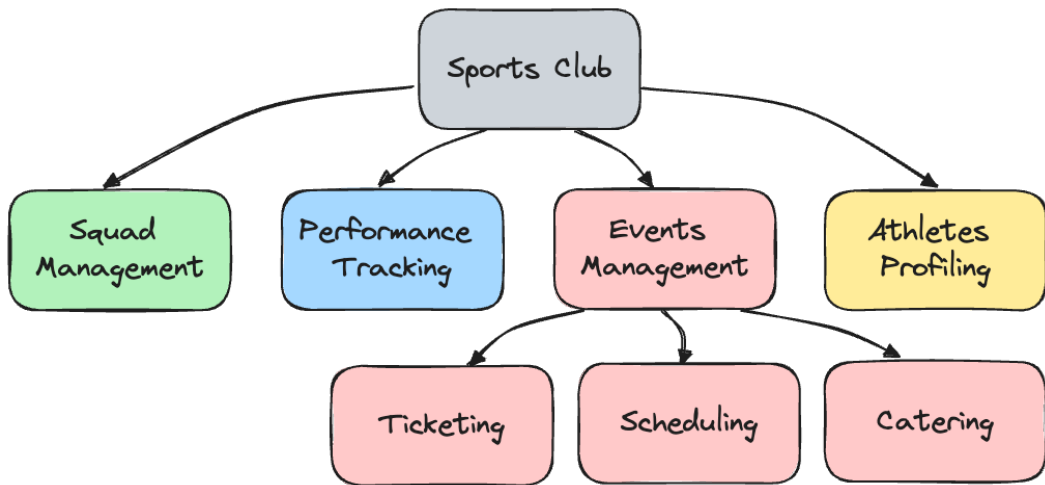 Sports Club
Squad
Management
Performance
Tracking
Events
Management
Athletes
Profiling
Ticketing
Scheduling
Catering